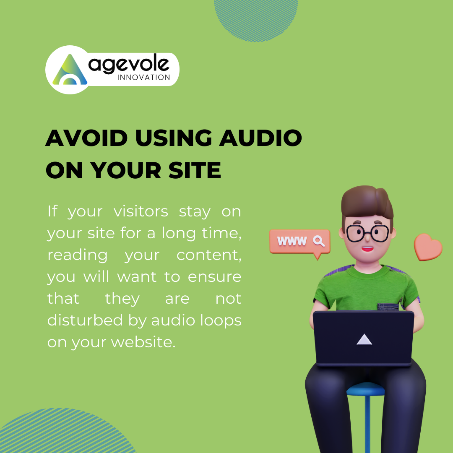 agevole
INNOVATION
AVOID USING AUDIO
ON YOUR SITE
If your visitors stay on
your site for a long time,
reading your content,
you will want to ensure
that they are not
disturbed by audio loops
on your website.
WWW